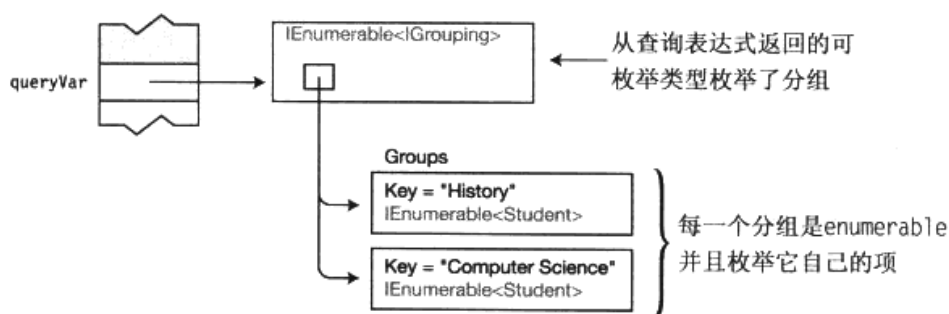 IEnumerable<IGrouping>
从查询表达式返回的可
枚举类型枚举了分组
queryVar
Groups
Key = "History"
IEnumerable<Student>
Key = "Computer Science"
IEnumerable<Student>
每一个分组是enumerable
并且枚举它自己的项